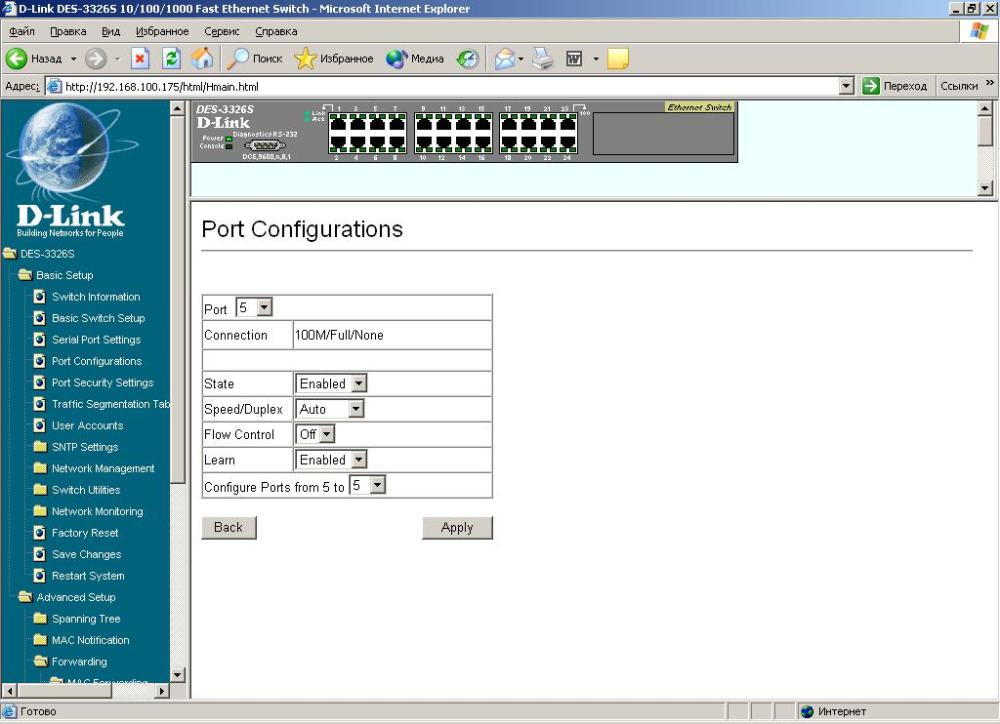 D-Link DES-3326S 10/100/1000 Fast Ethernet Switch - Microsoft Internet Explorer
Файл Правка Вид Избранное Сервис Справка
Назад Поиск Избранное Медиа
Адрес: http://192.168.100.175/html/Hmain.html Переход Ссылки »
DES-3326S
D-Link
Power
Console
Diagnostics RS-232
DCE,9600,n,8,1
Link
Act
1 3 5 7 9 11 13 15 17 19 21 23
100
2 4 6 8 10 12 14 16 18 20 22 24
Ethernet Switch
D-Link
Building Networks for People
DES-3326S
Basic Setup
Switch Information
Basic Switch Setup
Serial Port Settings
Port Configurations
Port Security Settings
Traffic Segmentation Tab
User Accounts
SNTP Settings
Network Management
Switch Utilities
Network Monitoring
Factory Reset
Save Changes
Restart System
Advanced Setup
Spanning Tree
MAC Notification
Forwarding
MAC Forwarding
Port Configurations
Port 5
Connection 100M/Full/None
State Enabled
Speed/Duplex Auto
Flow Control Off
Learn Enabled
Configure Ports from 5 to 5
Back Apply
Готово Интернет